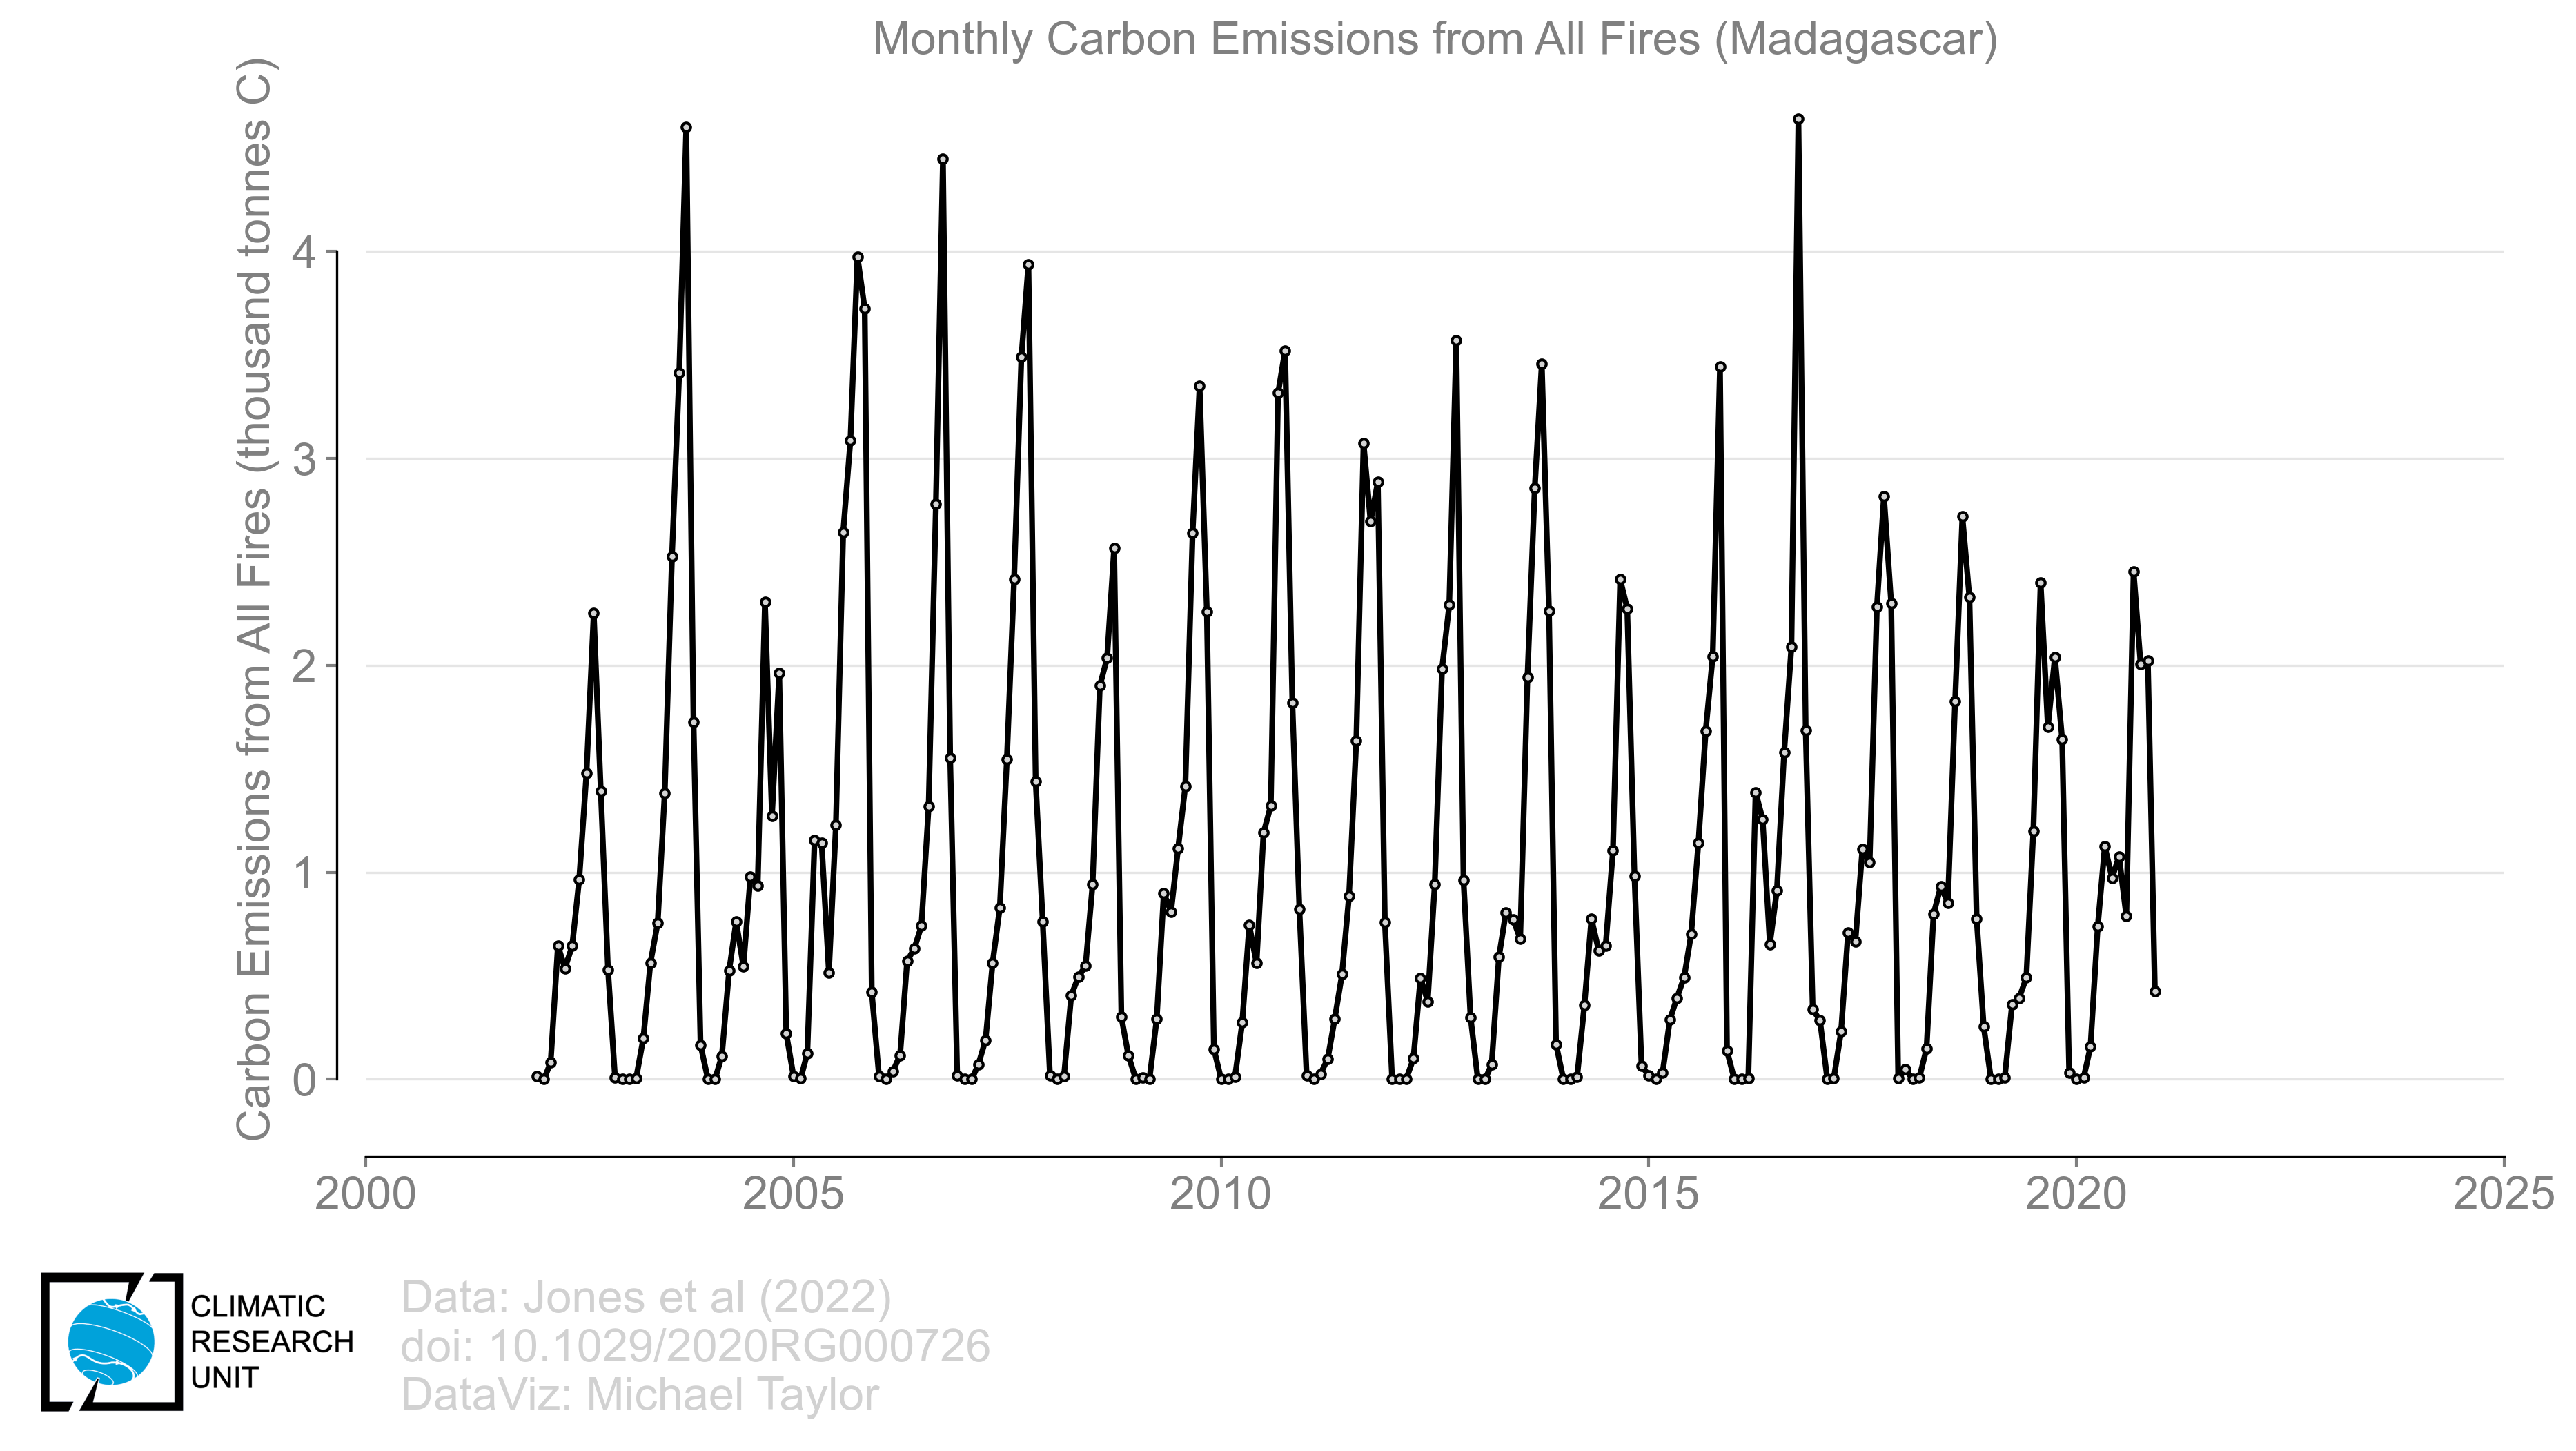 Monthly Carbon Emissions from All Fires (Madagascar)
Carbon Emissions from All Fires (thousand tonnes C)
4
3
2
1
0
2000 2005 2010 2015 2020 2025
CLIMATIC
RESEARCH
UNIT
Data: Jones et al (2022)
doi: 10.1029/2020RG000726
DataViz: Michael Taylor